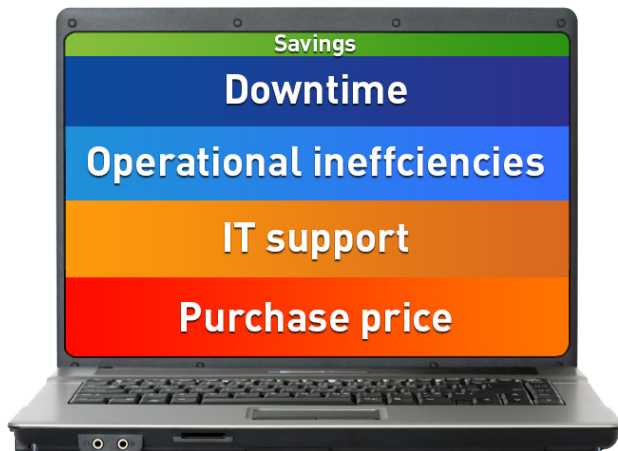 Savings
Downtime
Operational ineffciencies
IT support
Purchase price